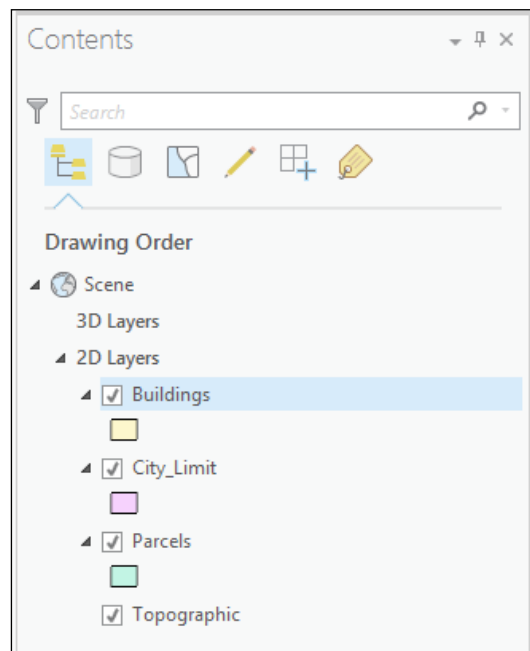 Contents
Search
Drawing Order
Scene
3D Layers
2D Layers
Buildings
City_Limit
Parcels
Topographic